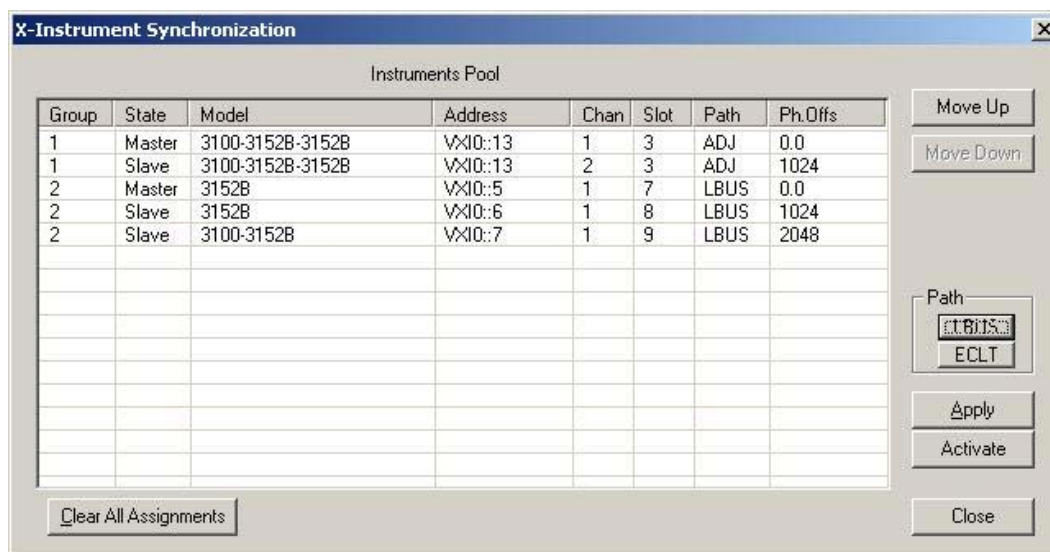 X-Instrument Synchronization
Instruments Pool
Group State Model Address Chan Slot Path Ph.Offs
1 Master 3100-3152B-3152B VXI0::13 1 3 ADJ 0.0
1 Slave 3100-3152B-3152B VXI0::13 2 3 ADJ 1024
2 Master 3152B VXI0::5 1 7 LBUS 0.0
2 Slave 3152B VXI0::6 1 8 LBUS 1024
2 Slave 3100-3152B VXI0::7 1 9 LBUS 2048
Move Up
Move Down
Path
LBUS
ECLT
Apply
Activate
Clear All Assignments
Close